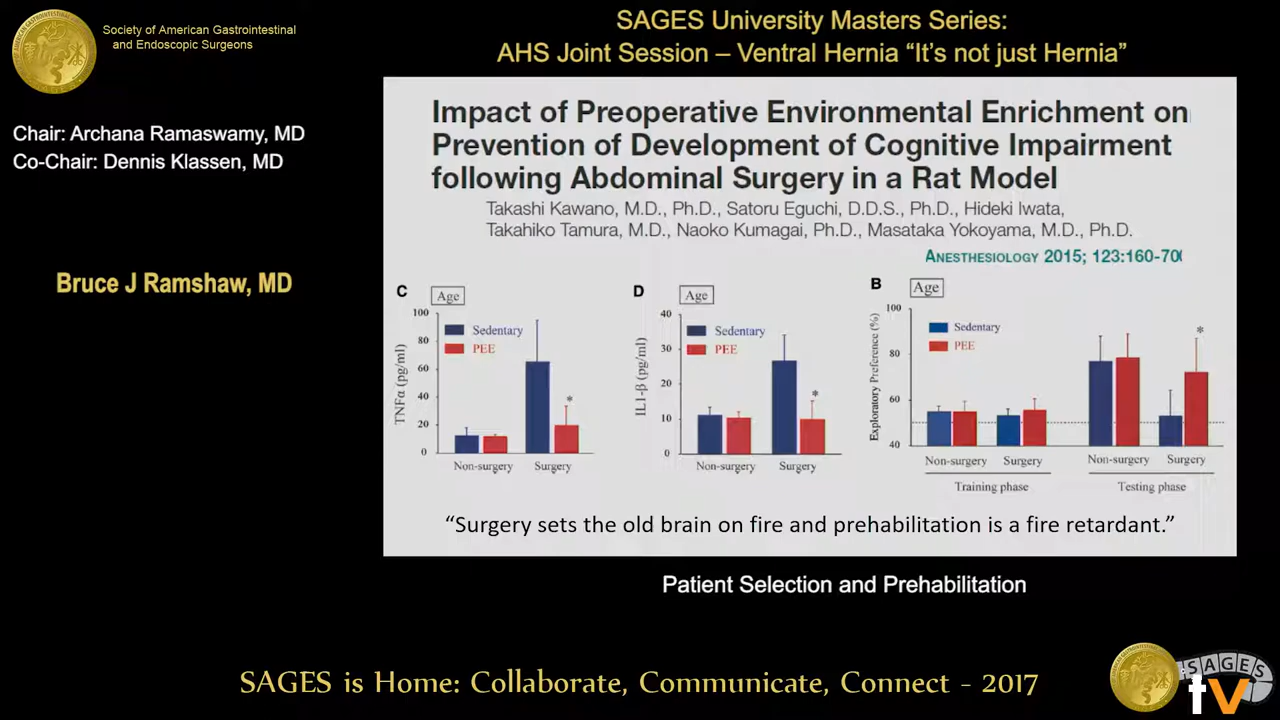 Society of American Gastrointestinal
and Endoscopic Surgeons
SAGES University Masters Series:
AHS Joint Session – Ventral Hernia “It’s not just Hernia”
Chair: Archana Ramaswamy, MD
Co-Chair: Dennis Klassen, MD
Bruce J Ramshaw, MD
Impact of Preoperative Environmental Enrichment on
Prevention of Development of Cognitive Impairment
following Abdominal Surgery in a Rat Model
Takashi Kawano, M.D., Ph.D., Satoru Eguchi, D.D.S., Ph.D., Hideki Iwata,
Takahiko Tamura, M.D., Naoko Kumagai, Ph.D., Masataka Yokoyama, M.D., Ph.D.
ANESTHESIOLOGY 2015; 123:160-70
C
Age
100
80
60
40
20
0
TNFα (pg/ml)
Sedentary
PEE
*
Non-surgery
Surgery
D
Age
40
30
20
10
0
IL1-β (pg/ml)
Sedentary
PEE
*
Non-surgery
Surgery
B
Age
100
80
60
40
Exploratory Preference (%)
Sedentary
PEE
*
Non-surgery
Surgery
Non-surgery
Surgery
Training phase
Testing phase
“Surgery sets the old brain on fire and prehabilitation is a fire retardant.”
Patient Selection and Prehabilitation
SAGES is Home: Collaborate, Communicate, Connect - 2017
SAGES
tv